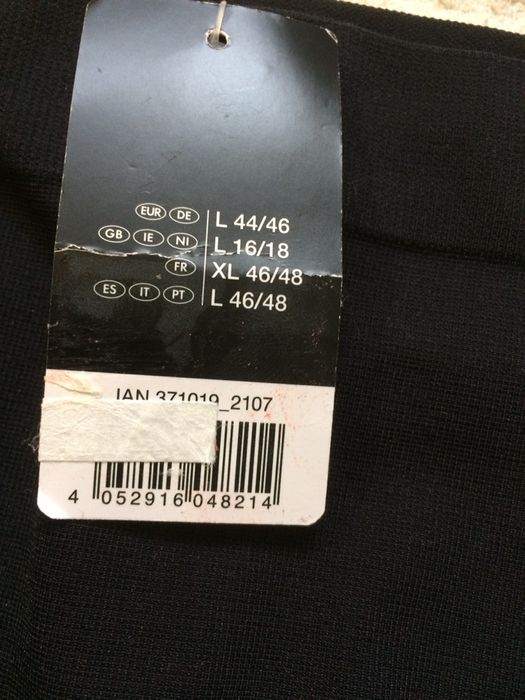 EUR DE L 44/46
GB IE NI L 16/18
FR XL 46/48
ES IT PT L 46/48
IAN 371019_2107
4 052916 048214